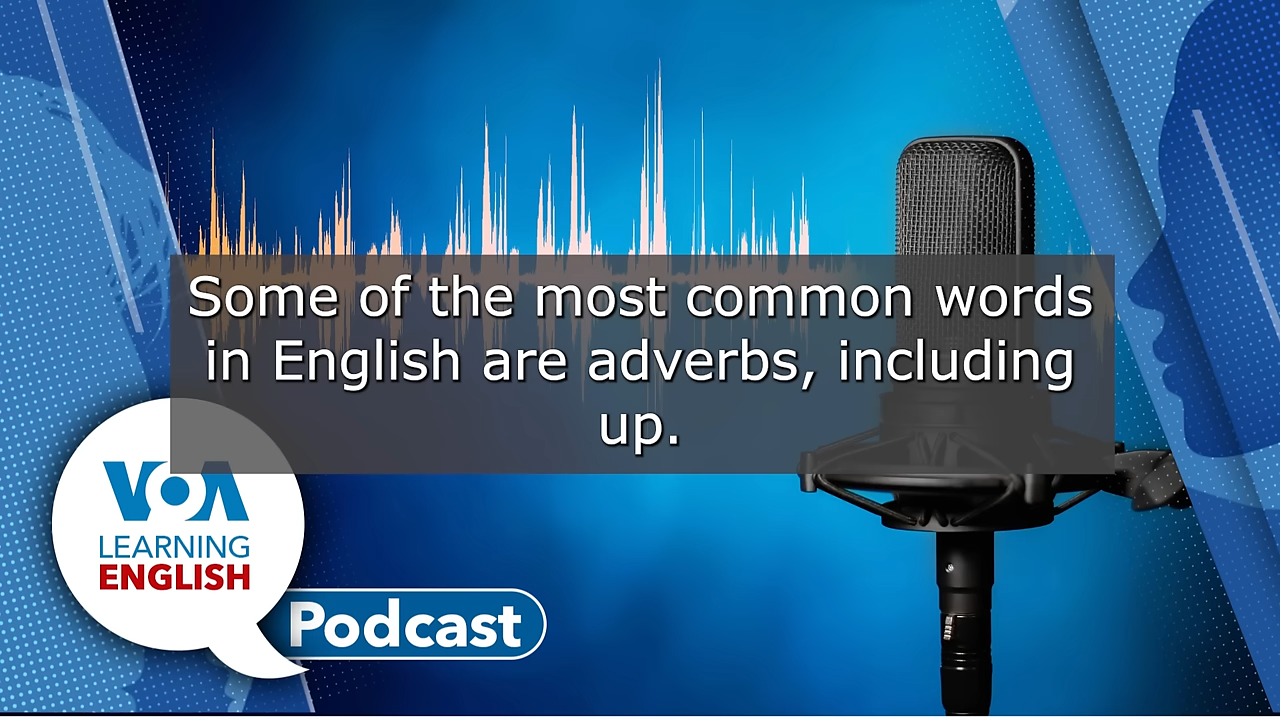 Some of the most common words
in English are adverbs, including
up.
VOA
LEARNING
ENGLISH
Podcast